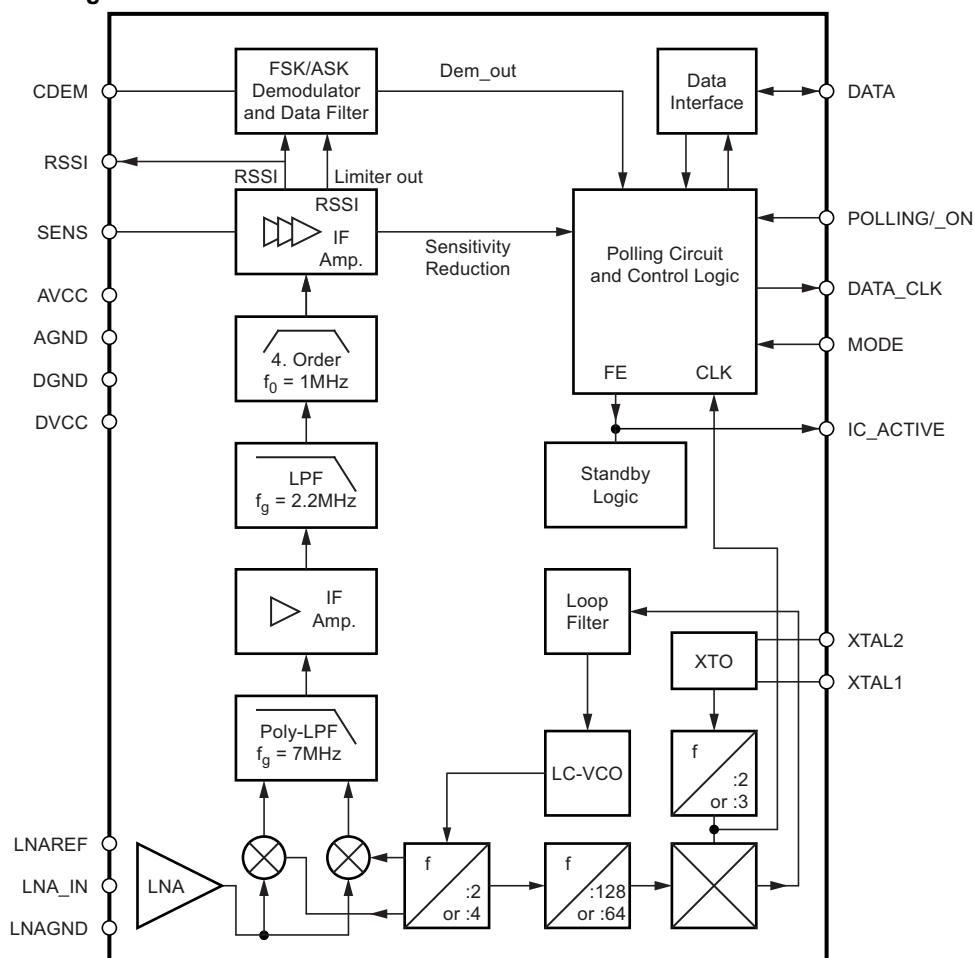 CDEM
FSK/ASK
Demodulator
and Data Filter
Dem_out
Data
Interface
DATA
RSSI
RSSI
Limiter out
SENS
RSSI
IF
Amp.
Sensitivity
Reduction
Polling Circuit
and Control Logic
FE
CLK
POLLING/_ON
DATA_CLK
MODE
IC_ACTIVE
AVCC
AGND
DGND
DVCC
4. Order
f0 = 1MHz
LPF
fg = 2.2MHz
Standby
Logic
IF
Amp.
Loop
Filter
XTO
XTAL2
XTAL1
Poly-LPF
fg = 7MHz
LC-VCO
f
:2
or :3
LNAREF
LNA_IN
LNAGND
LNA
f
:2
or :4
f
:128
or :64